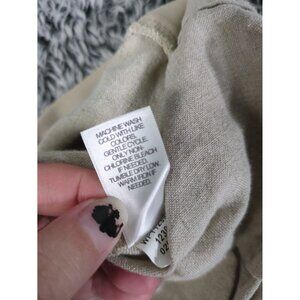 MACHINE WASH
COLD WITH LIKE
COLORS.
GENTLE CYCLE.
ONLY NON-
CHLORINE BLEACH
IF NEEDED.
TUMBLE DRY LOW.
WARM IRON IF
NEEDED.